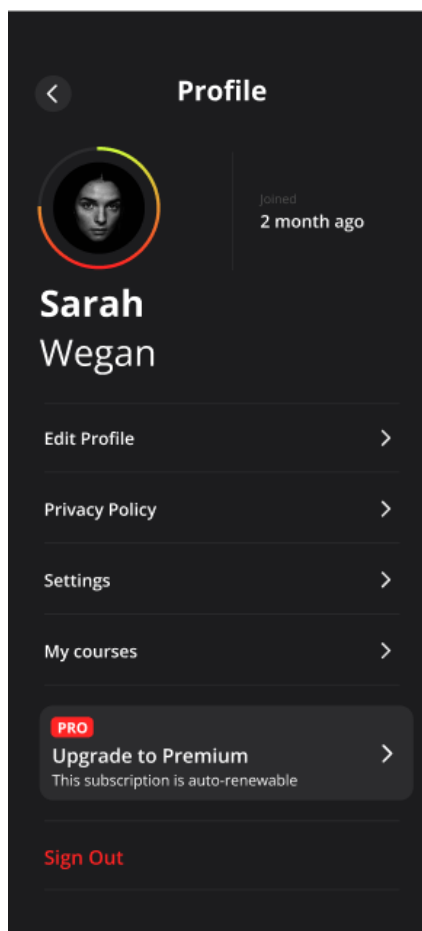 Profile
Joined
2 month ago
Sarah
Wegan
Edit Profile
Privacy Policy
Settings
My courses
PRO
Upgrade to Premium
This subscription is auto-renewable
Sign Out